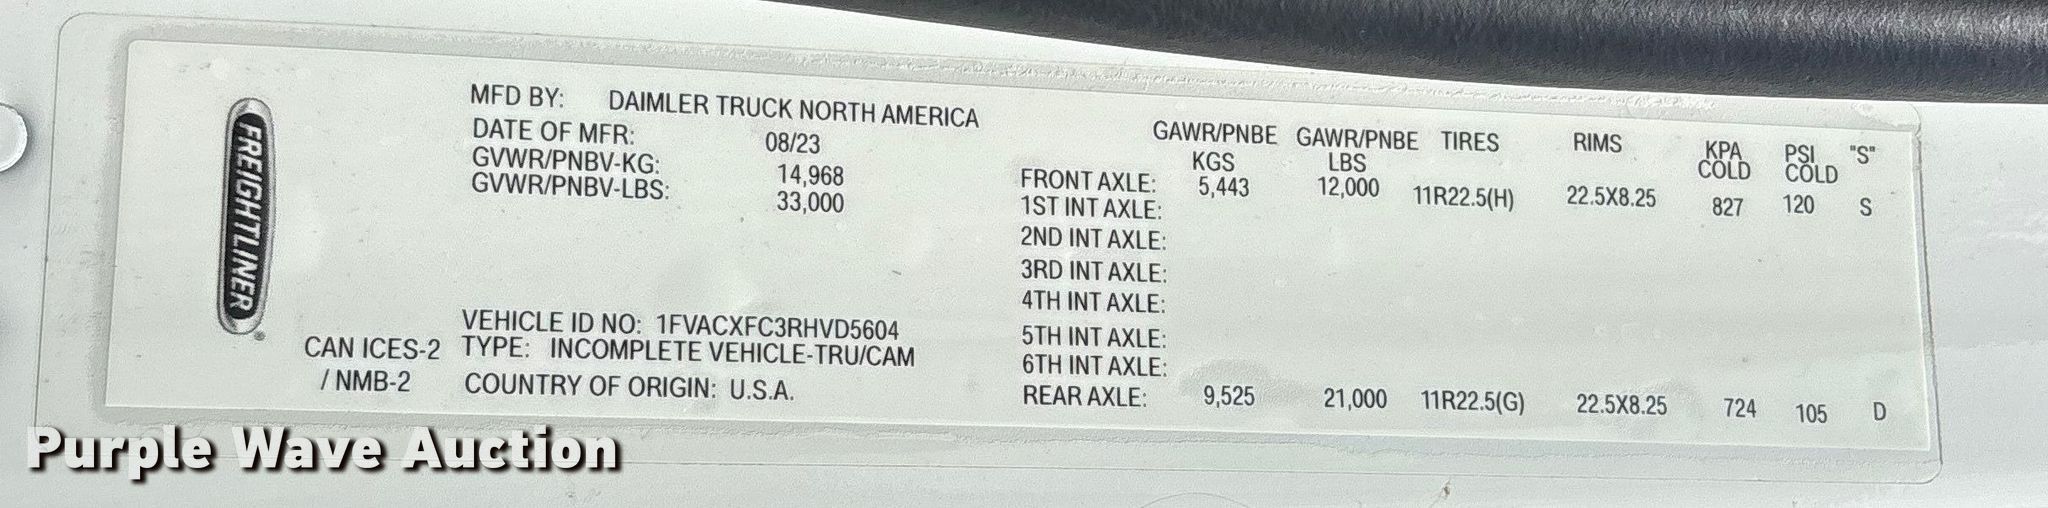 FREIGHTLINER®
MFD BY: DAIMLER TRUCK NORTH AMERICA
DATE OF MFR: 08/23
GVWR/PNBV-KG: 14,968
GVWR/PNBV-LBS: 33,000
VEHICLE ID NO: 1FVACXFC3RHVD5604
CAN ICES-2 TYPE: INCOMPLETE VEHICLE-TRU/CAM
/ NMB-2 COUNTRY OF ORIGIN: U.S.A.
GAWR/PNBE GAWR/PNBE TIRES RIMS KPA PSI "S"
KGS LBS COLD COLD
FRONT AXLE: 5,443 12,000 11R22.5(H) 22.5X8.25 827 120 S
1ST INT AXLE:
2ND INT AXLE:
3RD INT AXLE:
4TH INT AXLE:
5TH INT AXLE:
6TH INT AXLE:
REAR AXLE: 9,525 21,000 11R22.5(G) 22.5X8.25 724 105 D
Purple Wave Auction